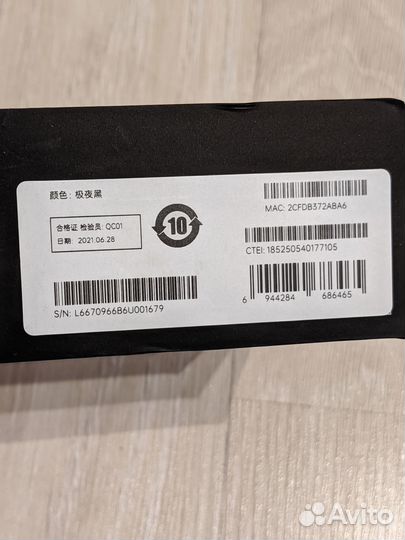 颜色：极夜黑
合格证 检验员：QC01
日期：2021.06.28
10
MAC: 2CFDB372ABA6
CTEI: 185250540177105
6 944284 686465
S/N: L6670966B6U001679
Avito